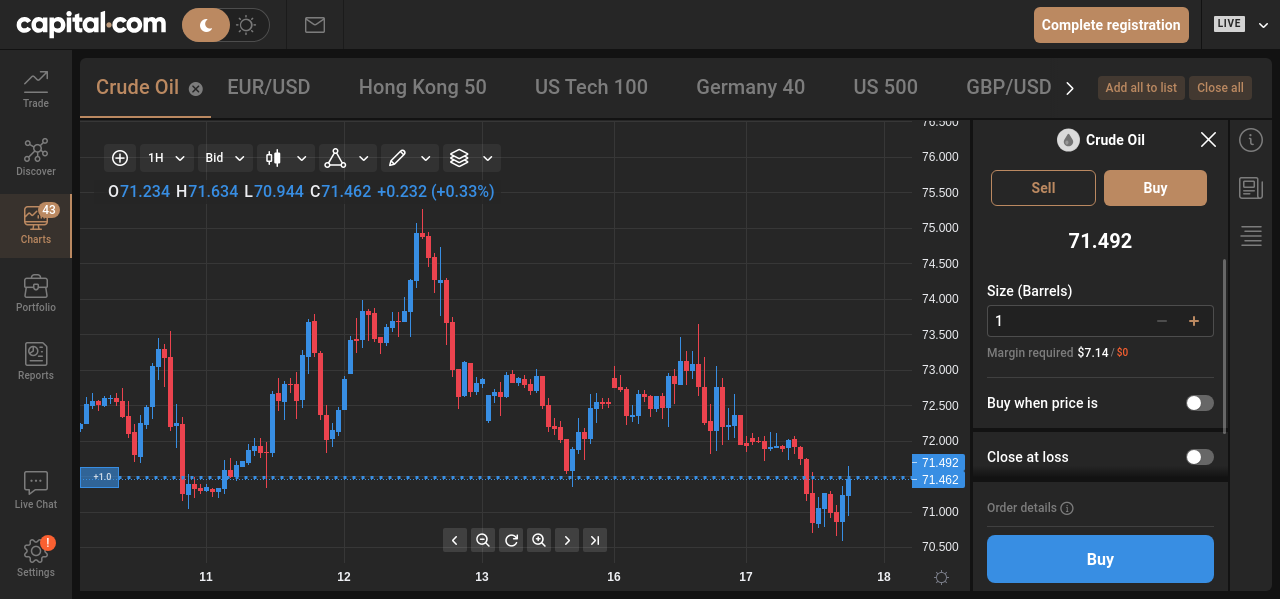 capital.com
Complete registration
LIVE
Trade
Discover
43
Charts
Portfolio
Reports
Live Chat
!
Settings
Crude Oil
EUR/USD
Hong Kong 50
US Tech 100
Germany 40
US 500
GBP/USD
Add all to list
Close all
1H
Bid
O71.234 H71.634 L70.944 C71.462 +0.232 (+0.33%)
76.500
76.000
75.500
75.000
74.500
74.000
73.500
73.000
72.500
72.000
71.492
71.462
71.000
70.500
+1.0
11
12
13
16
17
18
Crude Oil
Sell
Buy
71.492
Size (Barrels)
1
Margin required $7.14 / $0
Buy when price is
Close at loss
Order details
Buy